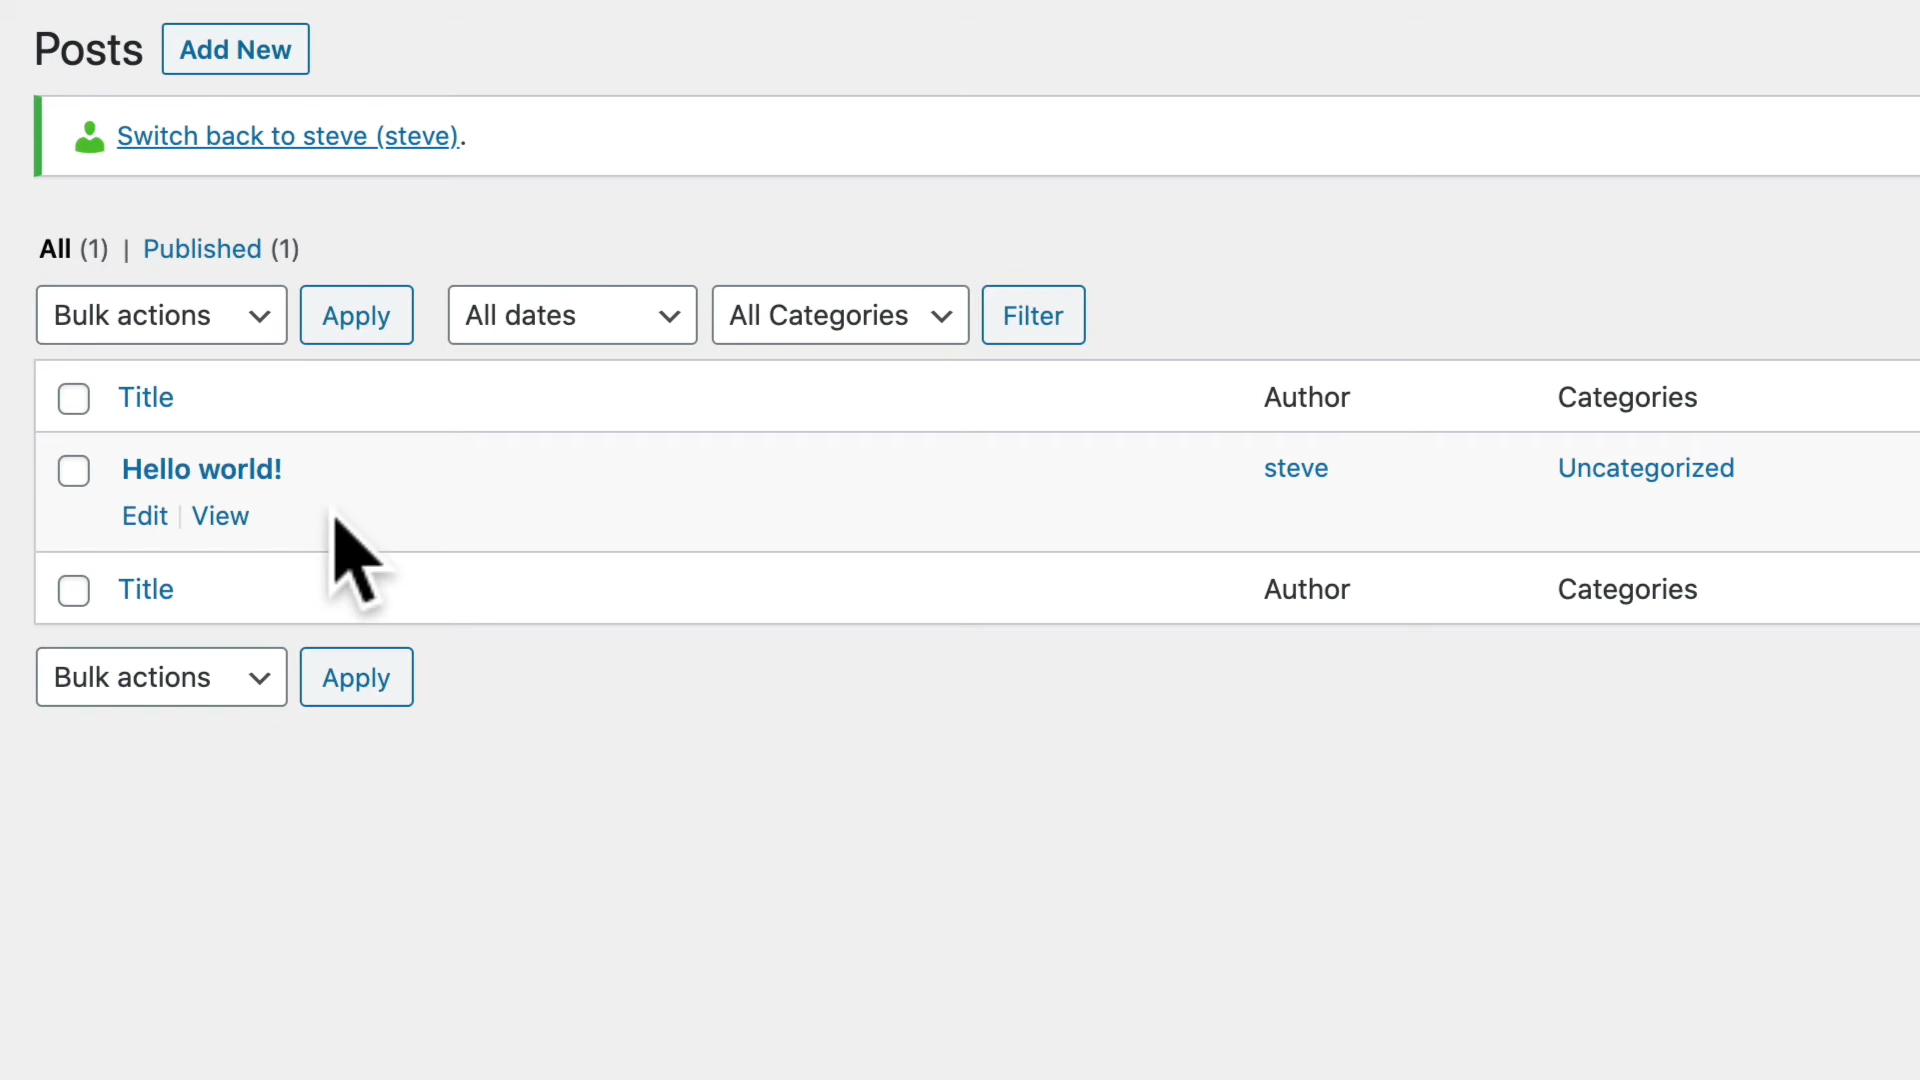 Posts Add New
Switch back to steve (steve).
All (1) | Published (1)
Bulk actions Apply All dates All Categories Filter
Title Author Categories
Hello world! steve Uncategorized
Edit | View
Title Author Categories
Bulk actions Apply